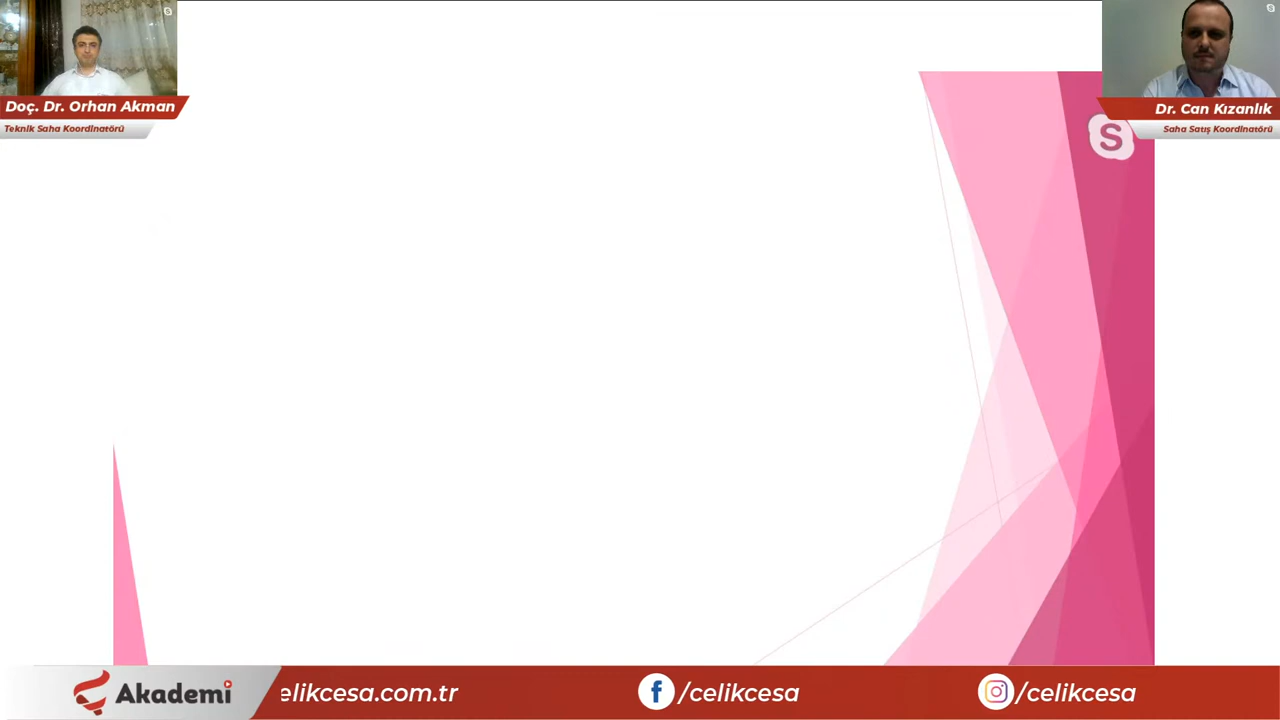 Doç. Dr. Orhan Akman
Teknik Saha Koordinatörü
Dr. Can Kızanlık
Saha Satış Koordinatörü
S
Akademi
elikcesa.com.tr
/celikcesa
/celikcesa